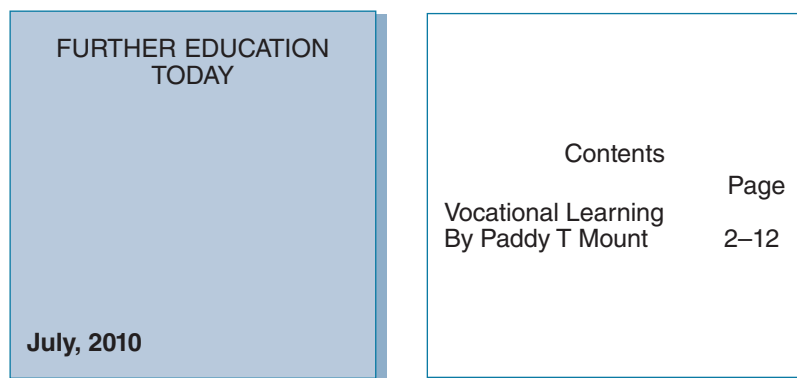 FURTHER EDUCATION
TODAY
July, 2010
Contents
Page
Vocational Learning
By Paddy T Mount 2–12